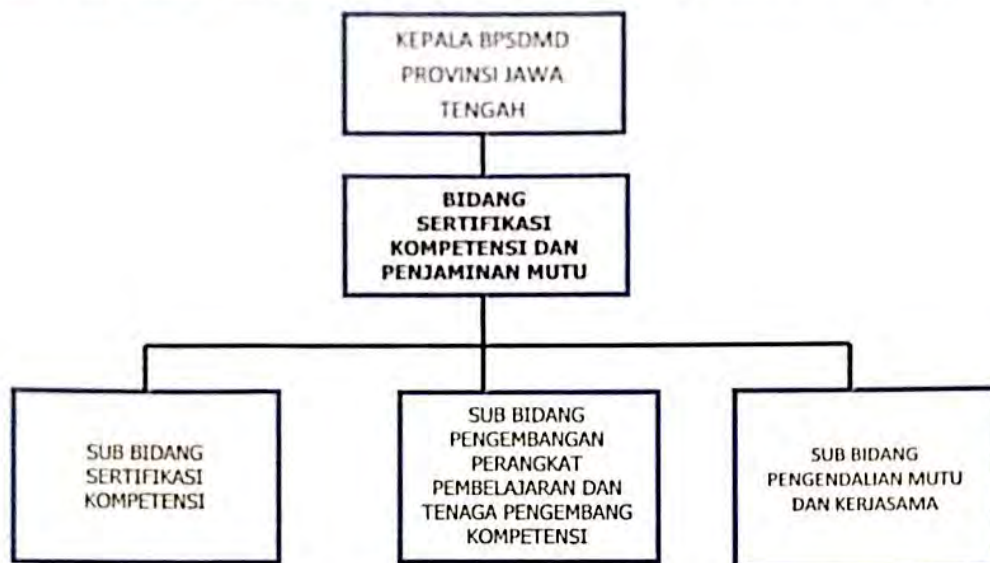 KEPALA BPSDMD
PROVINSI JAWA
TENGAH
BIDANG
SERTIFIKASI
KOMPETENSI DAN
PENJAMINAN MUTU
SUB BIDANG
SERTIFIKASI
KOMPETENSI
SUB BIDANG
PENGEMBANGAN
PERANGKAT
PEMBELAJARAN DAN
TENAGA PENGEMBANG
KOMPETENSI
SUB BIDANG
PENGENDALIAN MUTU
DAN KERJASAMA